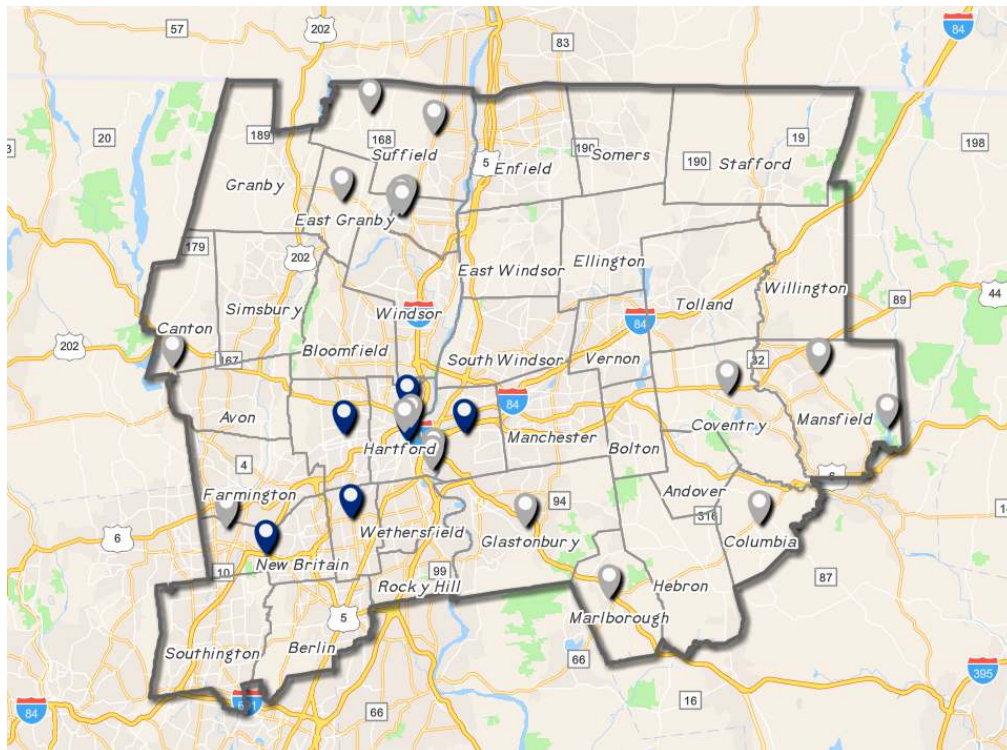 57
202
84
83
3
20
189
168
Suffield
5
Enfield
190
Somers
190
19
Stafford
198
Granby
East Granby
179
202
East Windsor
Ellington
Willington
44
Simsbury
Windsor
Tolland
89
Canton
202
167
Bloomfield
South Windsor
84
Vernon
32
84
Avon
Hartford
Manchester
Bolton
Coventry
Mansfield
4
6
Farmington
94
Andover
316
14
6
Wethersfield
Glastonbury
Columbia
New Britain
10
Rocky Hill
99
Hebron
87
5
Marlborough
Southington
Berlin
66
395
84
66
16